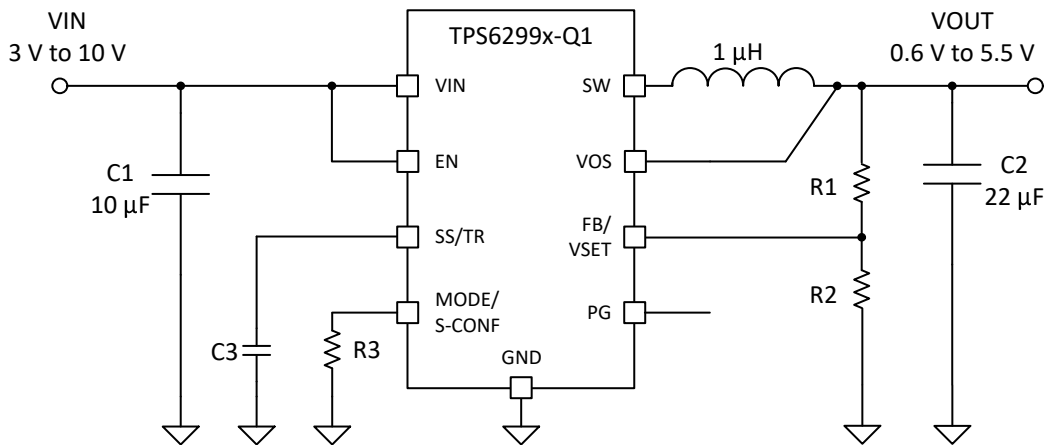 VIN
3 V to 10 V
TPS6299x-Q1
VOUT
0.6 V to 5.5 V
1 µH
VIN
SW
EN
VOS
C1
10 µF
R1
C2
22 µF
SS/TR
FB/
VSET
MODE/
S-CONF
R2
PG
C3
R3
GND